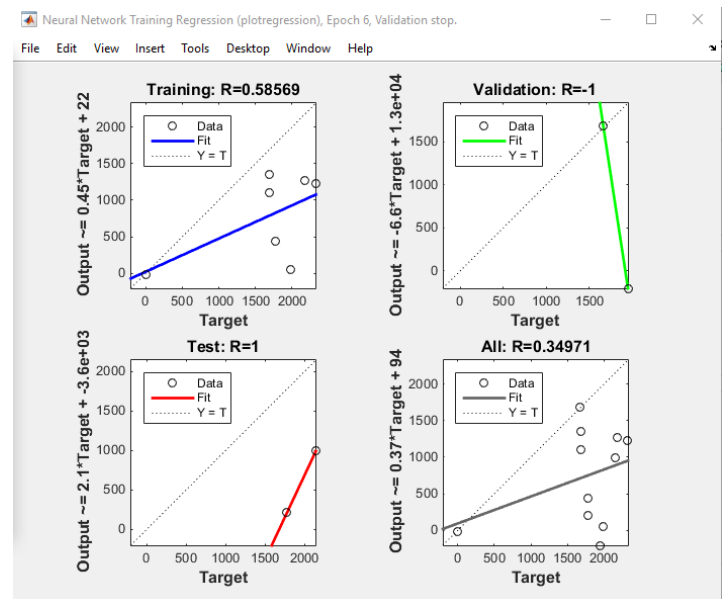 Neural Network Training Regression (plotregression), Epoch 6, Validation stop.
File Edit View Insert Tools Desktop Window Help
Training: R=0.58569
Output ~= 0.45*Target + 22
2000
1500
1000
500
0
Data
Fit
Y = T
0 500 1000 1500 2000
Target
Validation: R=-1
Output ~= -6.6*Target + 1.3e+04
1500
1000
500
0
Data
Fit
Y = T
0 500 1000 1500
Target
Test: R=1
Output ~= 2.1*Target + -3.6e+03
2000
1500
1000
500
0
Data
Fit
Y = T
0 500 1000 1500 2000
Target
All: R=0.34971
Output ~= 0.37*Target + 94
2000
1500
1000
500
0
Data
Fit
Y = T
0 500 1000 1500 2000
Target